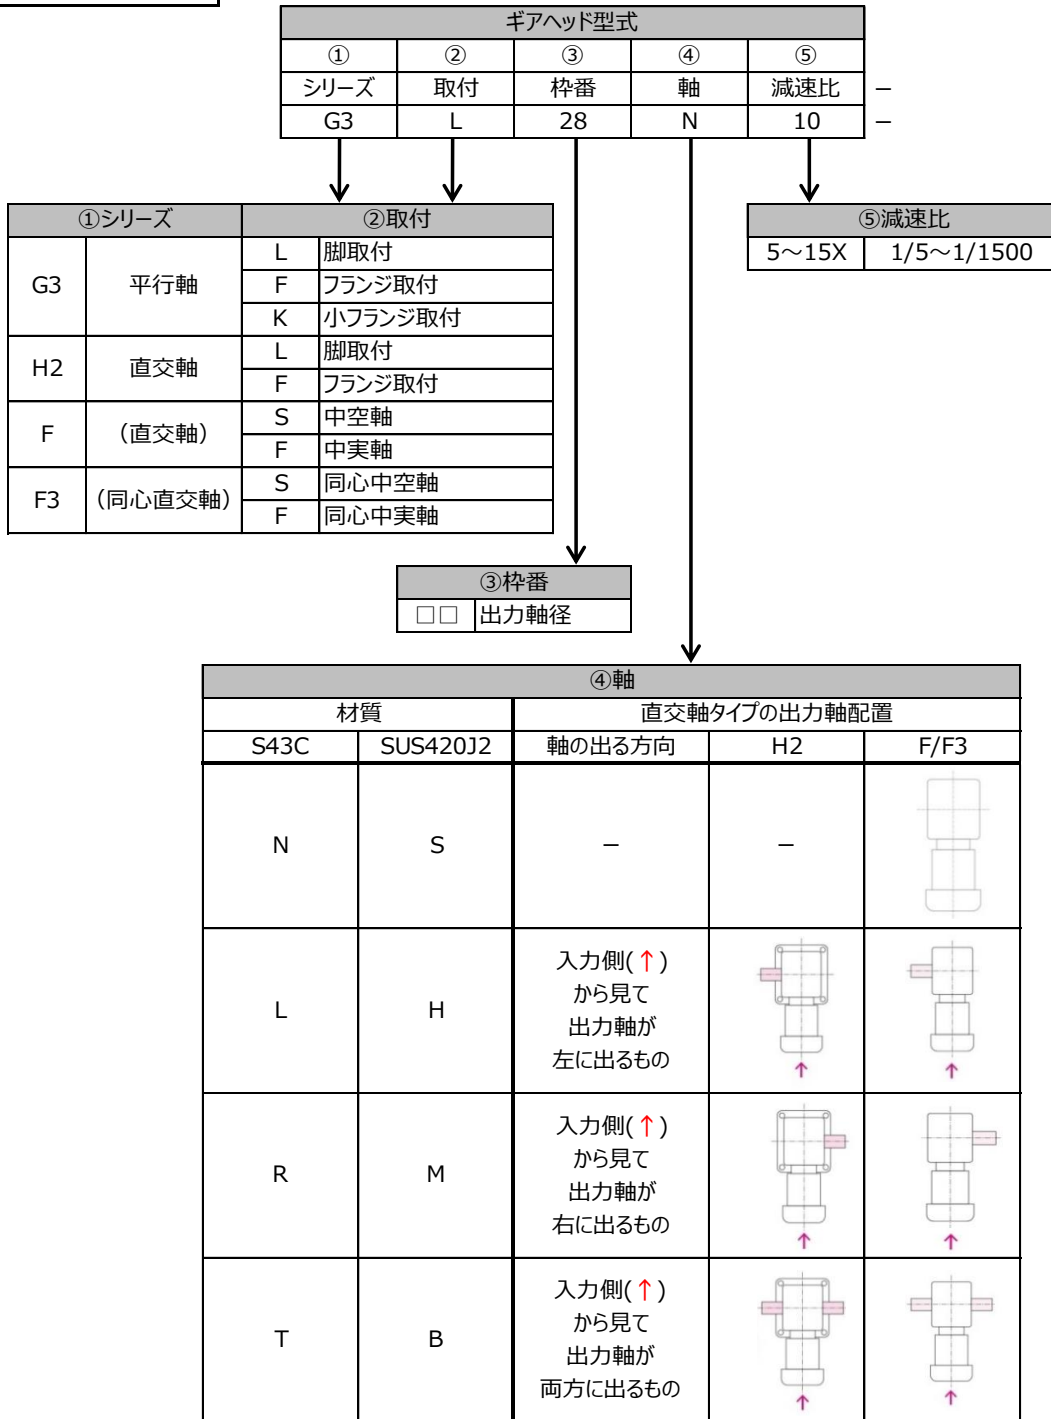 ギアヘッド型式
① ② ③ ④ ⑤
シリーズ 取付 枠番 軸 減速比 −
G3 L 28 N 10 −
①シリーズ ②取付
G3 平行軸 L 脚取付
F フランジ取付
K 小フランジ取付
H2 直交軸 L 脚取付
F フランジ取付
F （直交軸） S 中空軸
F 中実軸
F3 （同心直交軸） S 同心中空軸
F 同心中実軸
⑤減速比
5～15X 1/5～1/1500
③枠番
□□ 出力軸径
④軸
材質 直交軸タイプの出力軸配置
S43C SUS420J2 軸の出る方向 H2 F/F3
N S − −
L H 入力側(↑)
から見て
出力軸が
左に出るもの
R M 入力側(↑)
から見て
出力軸が
右に出るもの
T B 入力側(↑)
から見て
出力軸が
両方に出るもの